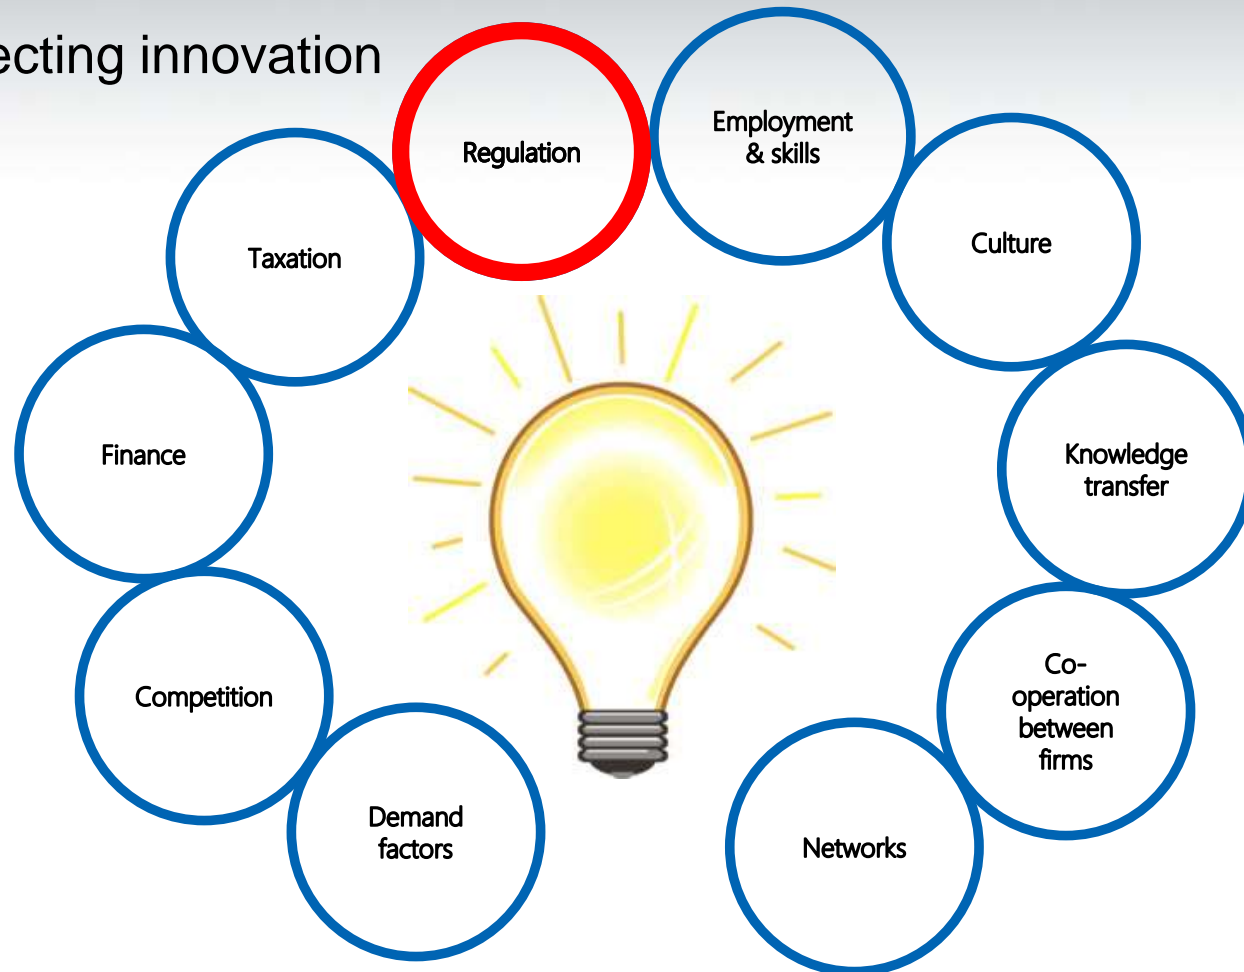 ecting innovation
Regulation
Employment
& skills
Taxation
Culture
Finance
Knowledge
transfer
Competition
Co-
operation
between
firms
Demand
factors
Networks